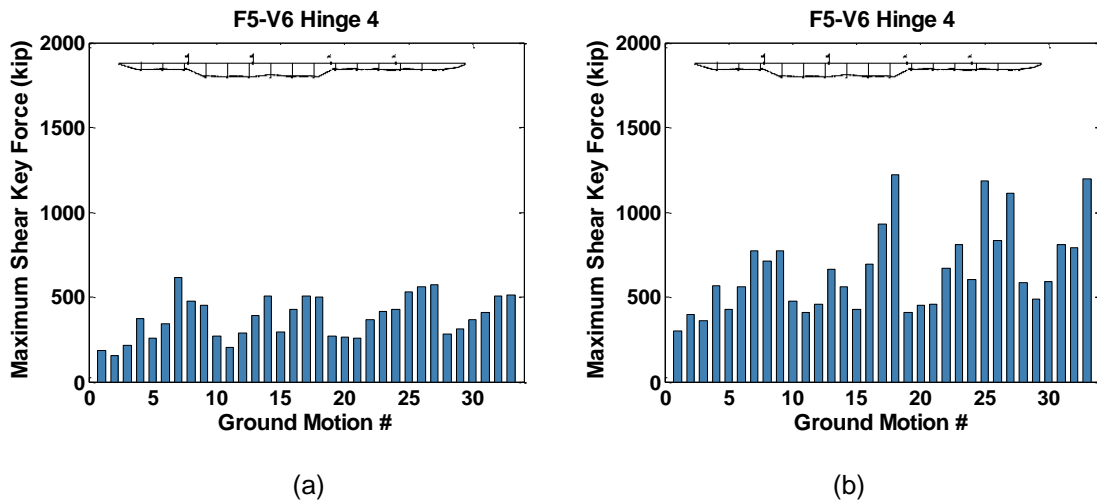 F5-V6 Hinge 4
Maximum Shear Key Force (kip)
2000
1500
1000
500
0
0 5 10 15 20 25 30
Ground Motion #
(a)
F5-V6 Hinge 4
Maximum Shear Key Force (kip)
2000
1500
1000
500
0
0 5 10 15 20 25 30
Ground Motion #
(b)